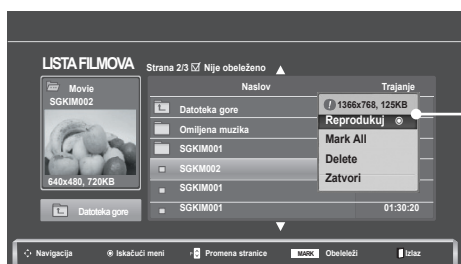 LISTA FILMOVA
Strana 2/3 Nije obeleženo
Movie
SGKIM002
640x480, 720KB
Datoteka gore
Naslov Trajanje
Datoteka gore
Omiljena muzika
SGKIM001
SGKM002
SGKIM001
SGKIM001 01:30:20
1366x768, 125KB
Reprodukuj
Mark All
Delete
Zatvori
Navigacija Iskačući meni P Promena stranice MARK Obeleleži Izlaz